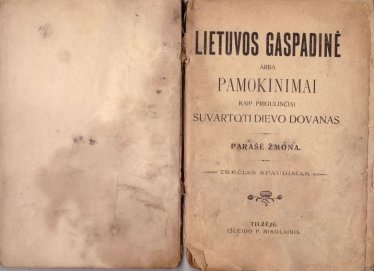 LIETUVOS GASPADINĖ
ARBA
PAMOKINIMAI
KAIP PRIGULINČIAI
SUVARTOTI DIEVO DOVANAS
PARAŠĖ ŽMONA.
TREČIAS SPAUDIMAS.
TILŽĖJE.
IŠLEIDO P. MIKOLAINIS.